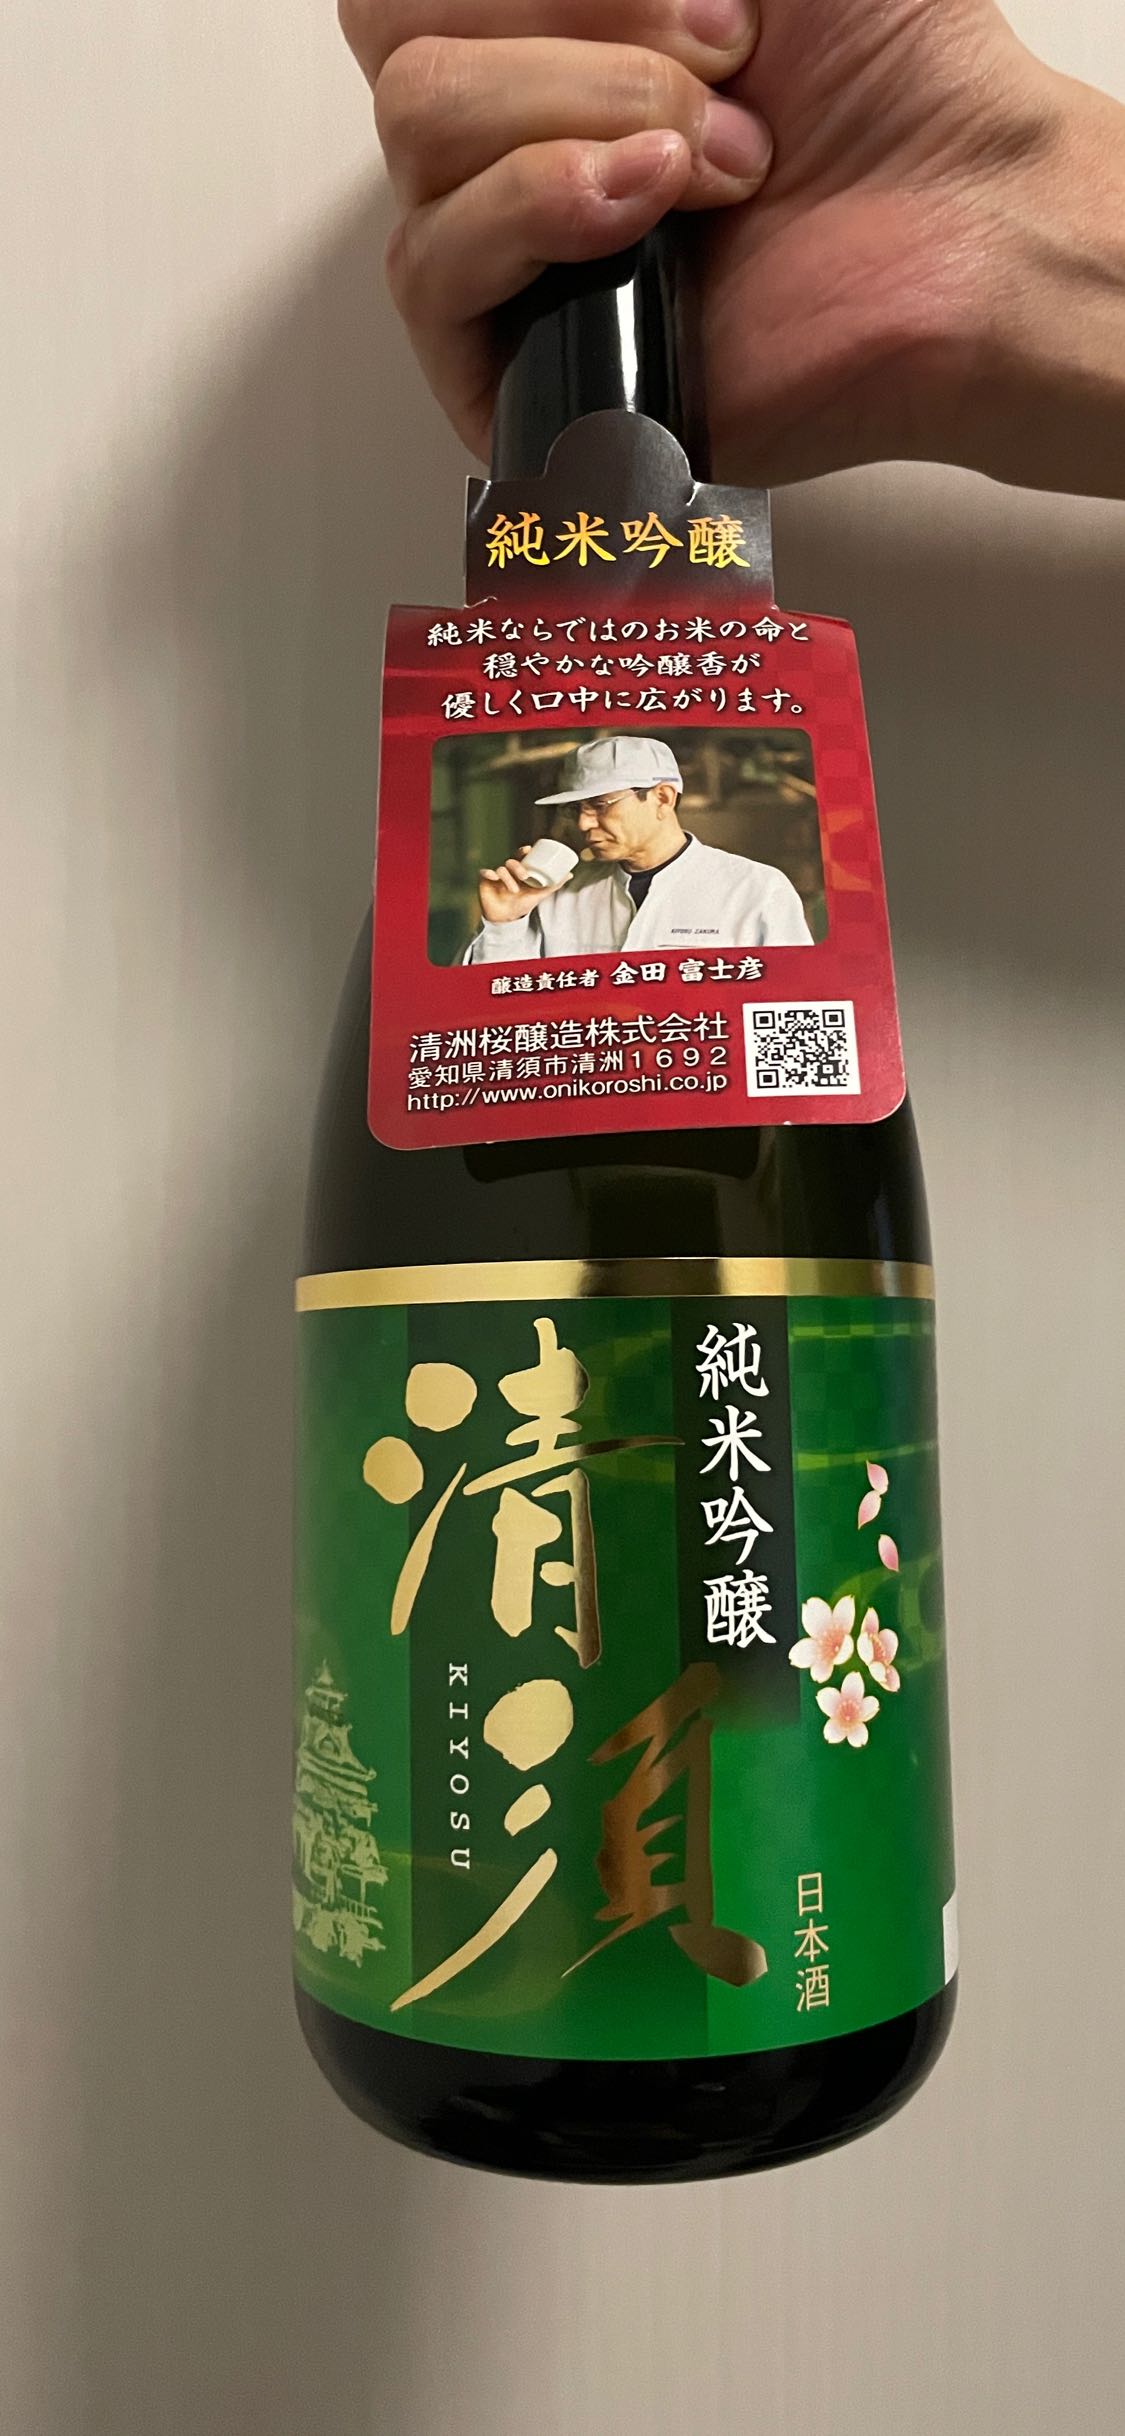 純米吟醸
純米ならではのお米の命と
穏やかな吟醸香が
優しく口中に広がります。
KIYOSU ZAKURA
醸造責任者 金田 富士彦
清洲桜醸造株式会社
愛知県清須市清洲1692
http://www.onikoroshi.co.jp
純米吟醸
清須
KIYOSU
日本酒